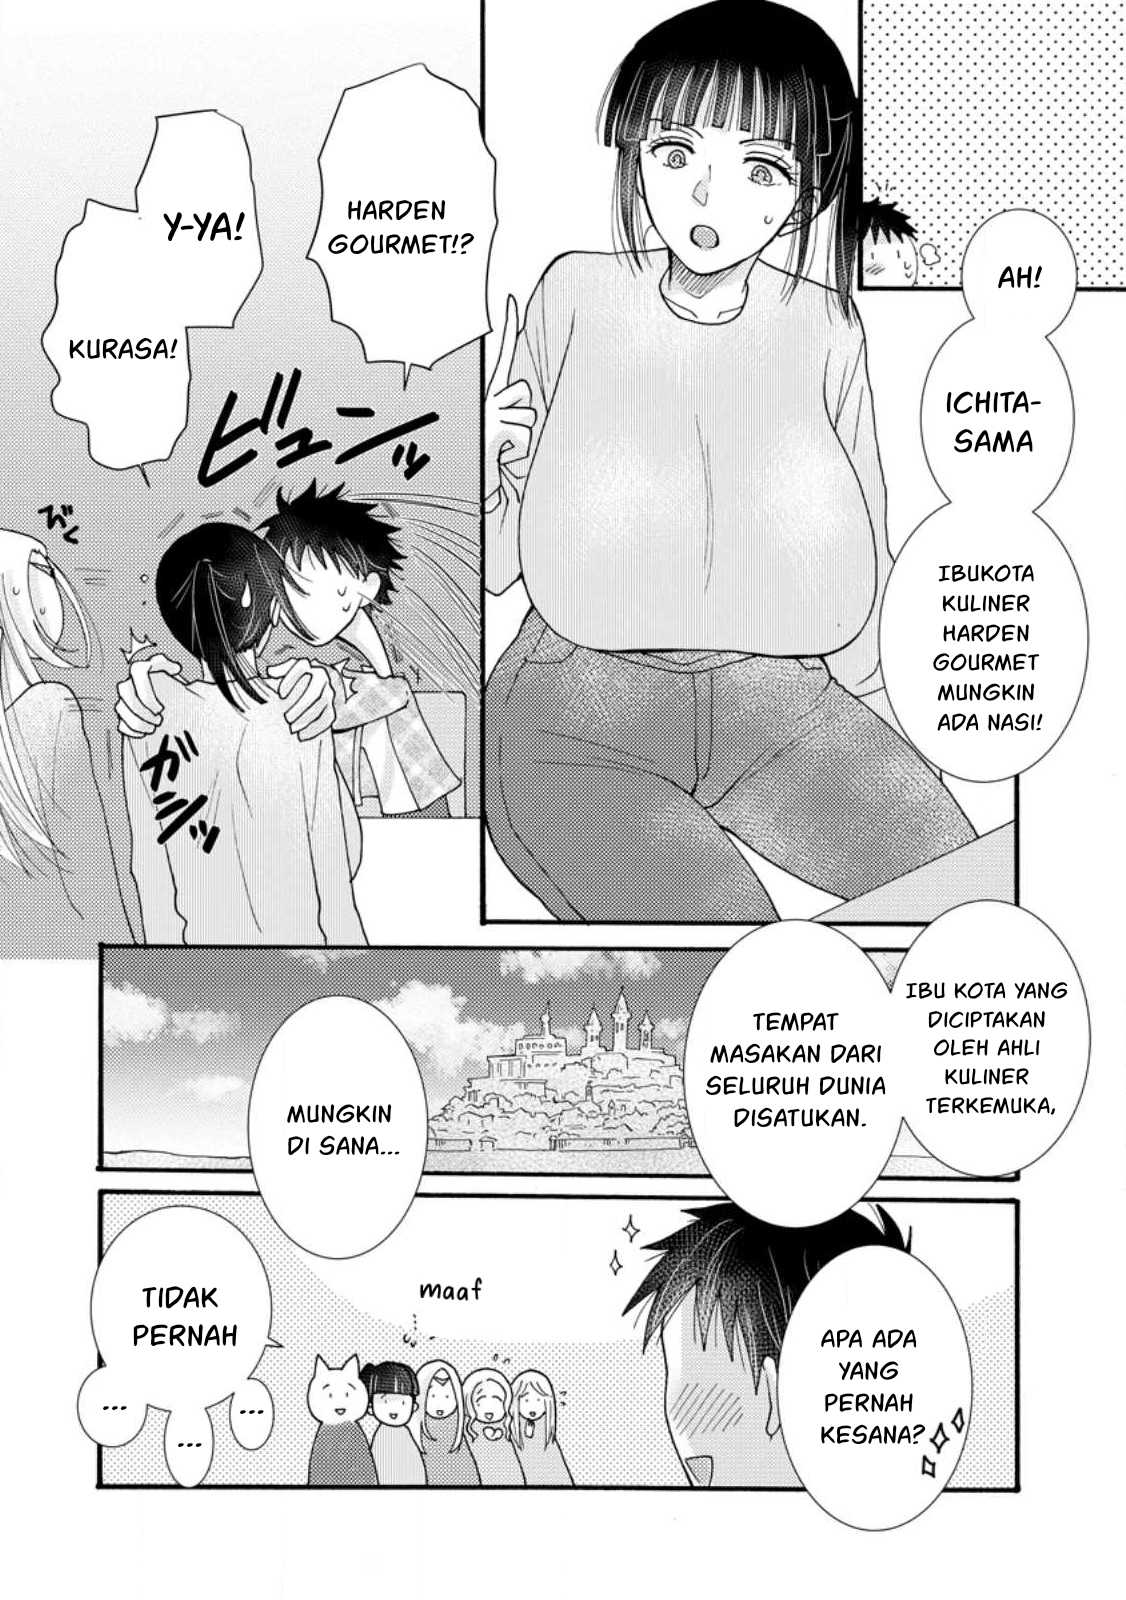 AH!
ICHITA-
SAMA
IBUKOTA
KULINER
HARDEN
GOURMET
MUNGKIN
ADA NASI!
HARDEN
GOURMET!?
Y-YA!
KURASA!
ビューンッ
びくっ
ガシッ
IBU KOTA YANG
DICIPTAKAN
OLEH AHLI
KULINER
TERKEMUKA,
TEMPAT
MASAKAN DARI
SELURUH DUNIA
DISATUKAN.
MUNGKIN
DI SANA...
APA ADA
YANG
PERNAH
KESANA?
maaf
TIDAK
PERNAH
...
...
...